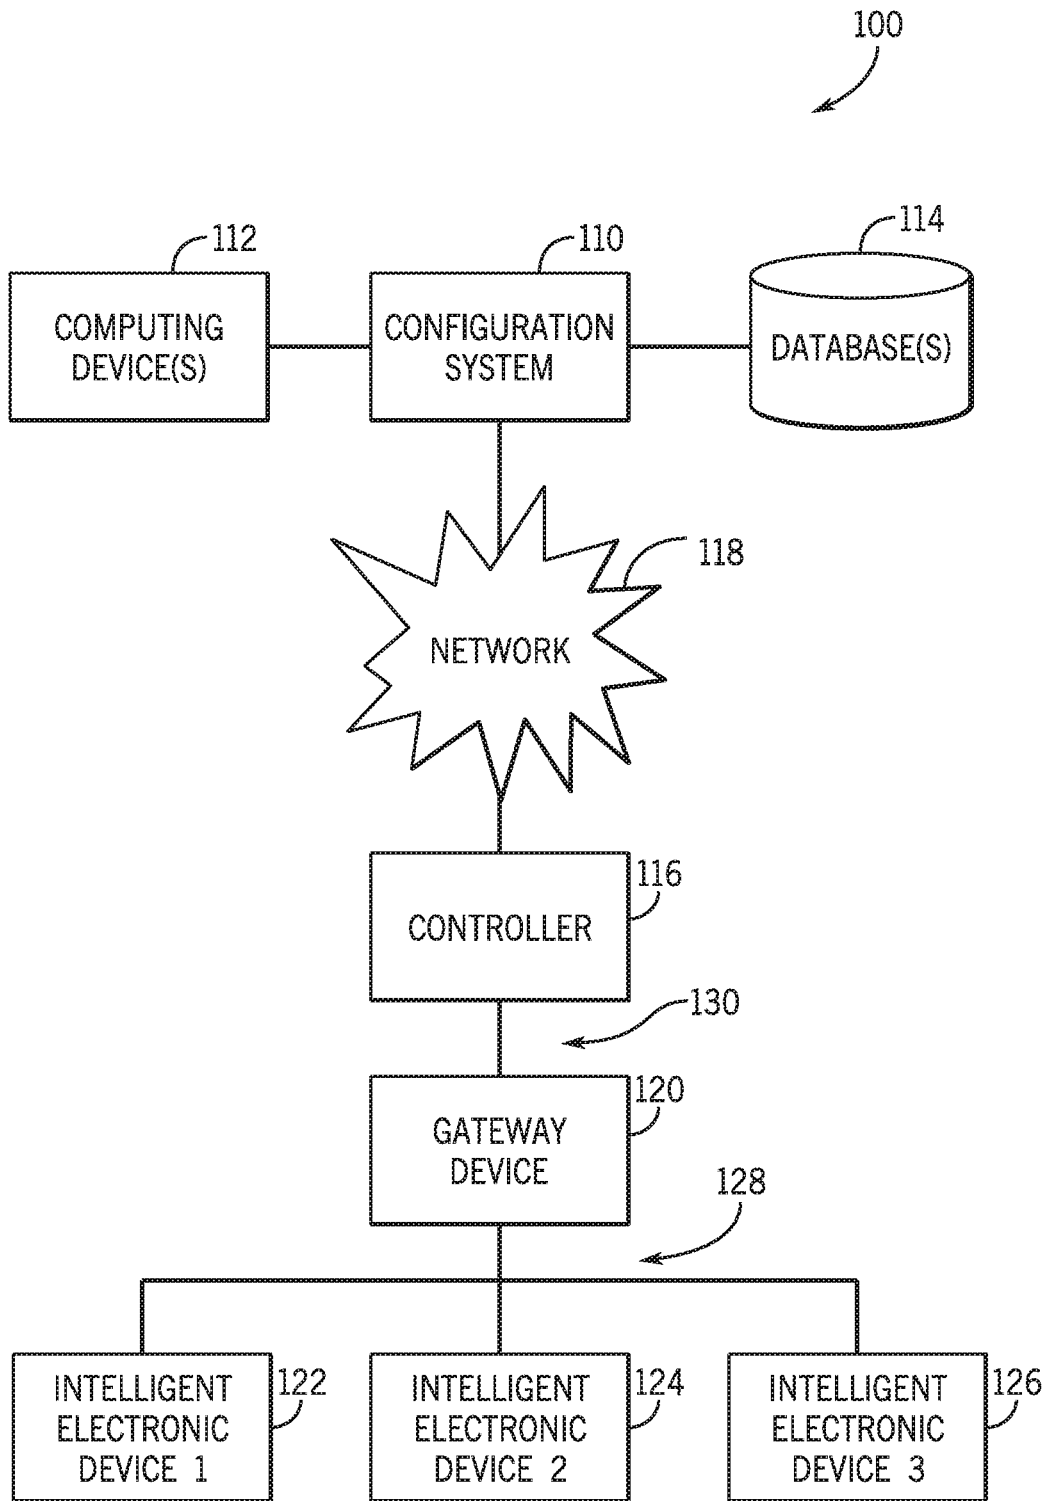 100
112
110
114
COMPUTING
DEVICE(S)
CONFIGURATION
SYSTEM
DATABASE(S)
118
NETWORK
116
CONTROLLER
130
120
GATEWAY
DEVICE
128
122
INTELLIGENT
ELECTRONIC
DEVICE 1
124
INTELLIGENT
ELECTRONIC
DEVICE 2
126
INTELLIGENT
ELECTRONIC
DEVICE 3